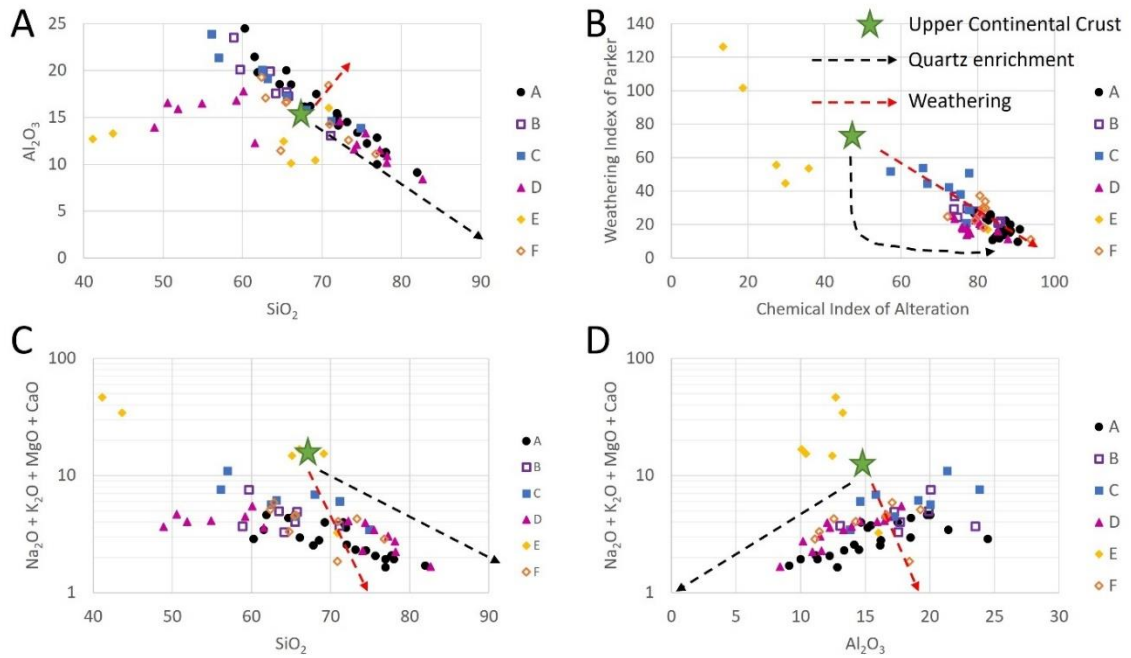 A
25
20
15
10
5
0
Al₂O₃
40 50 60 70 80 90
SiO₂
A
B
C
D
E
F
B
140
120
100
80
60
40
20
0
Weathering Index of Parker
0 20 40 60 80 100
Chemical Index of Alteration
Upper Continental Crust
Quartz enrichment
Weathering
A
B
C
D
E
F
C
100
10
1
Na₂O + K₂O + MgO + CaO
40 50 60 70 80 90
SiO₂
A
B
C
D
E
F
D
100
10
1
Na₂O + K₂O + MgO + CaO
0 5 10 15 20 25 30
Al₂O₃
A
B
C
D
E
F